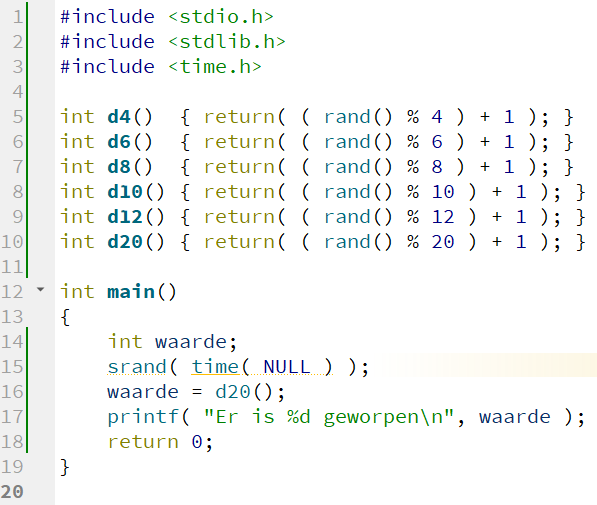 1 #include <stdio.h>
2 #include <stdlib.h>
3 #include <time.h>
4
5 int d4()  { return( ( rand() % 4 ) + 1 ); }
6 int d6()  { return( ( rand() % 6 ) + 1 ); }
7 int d8()  { return( ( rand() % 8 ) + 1 ); }
8 int d10() { return( ( rand() % 10 ) + 1 ); }
9 int d12() { return( ( rand() % 12 ) + 1 ); }
10 int d20() { return( ( rand() % 20 ) + 1 ); }
11
12 int main()
13 {
14     int waarde;
15     srand( time( NULL ) );
16     waarde = d20();
17     printf( "Er is %d geworpen\n", waarde );
18     return 0;
19 }
20